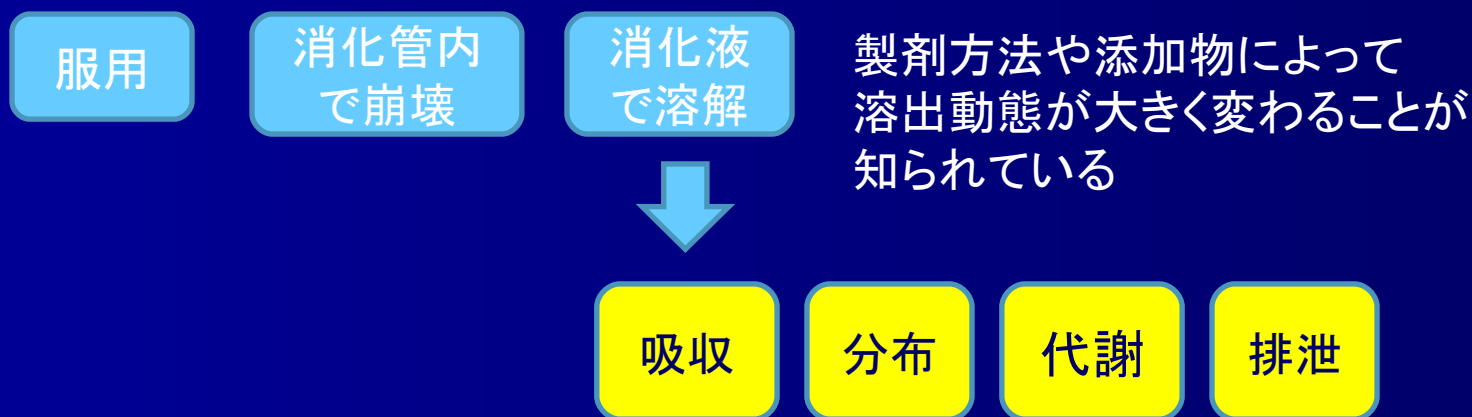 服用
消化管内
で崩壊
消化液
で溶解
製剤方法や添加物によって
溶出動態が大きく変わることが
知られている
吸収
分布
代謝
排泄